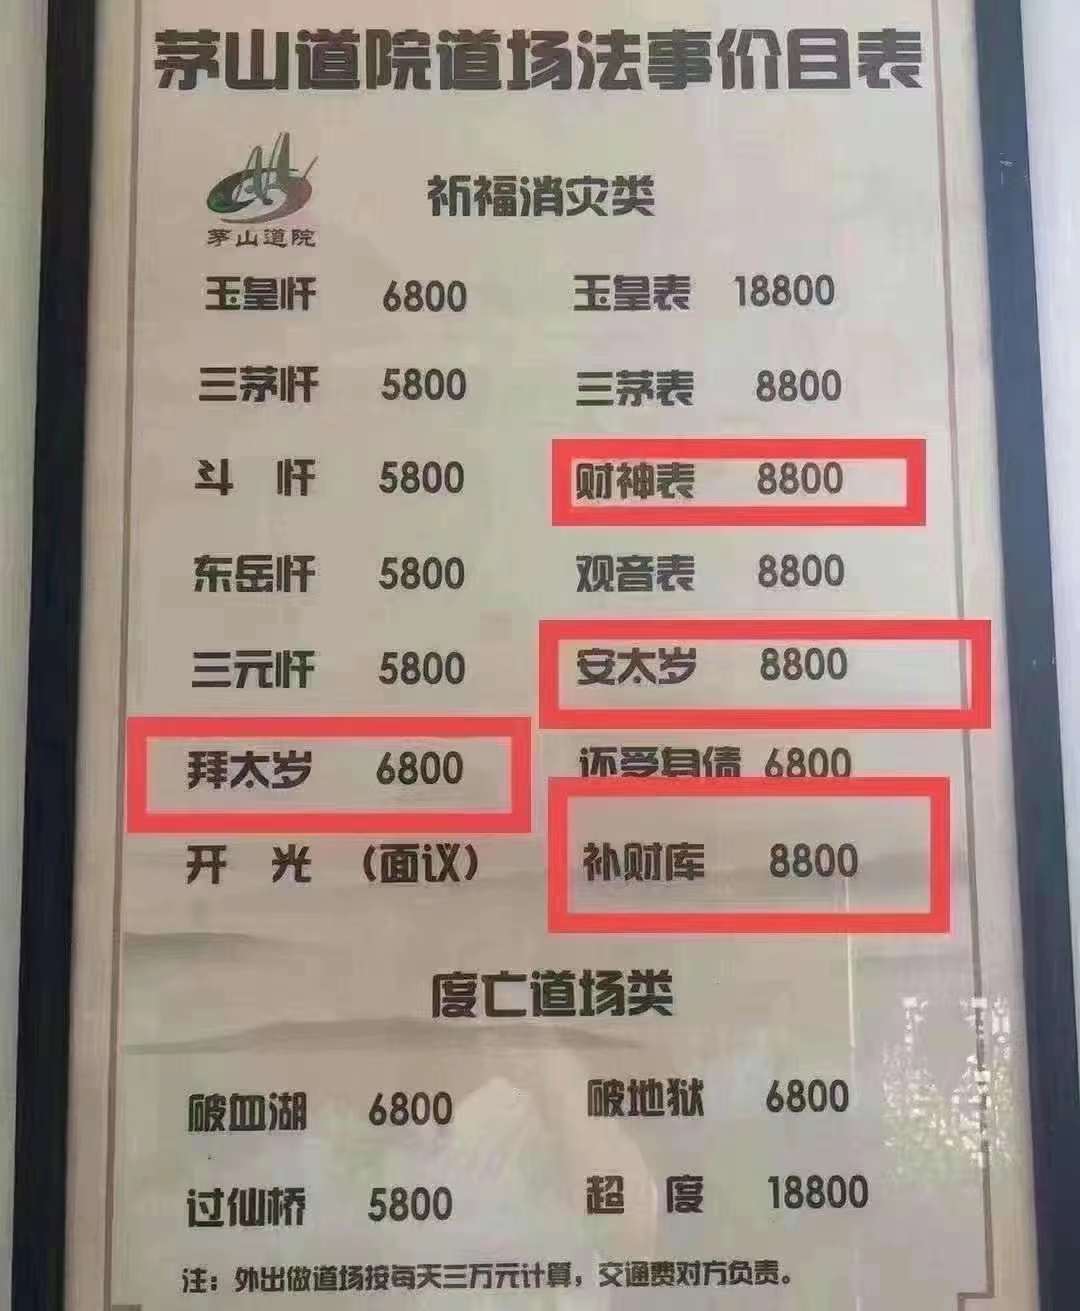 茅山道院道场法事价目表
茅山道院
祈福消灾类
玉皇忏 6800 玉皇表 18800
三茅忏 5800 三茅表 8800
斗 忏 5800 财神表 8800
东岳忏 5800 观音表 8800
三元忏 5800 安太岁 8800
拜太岁 6800 还受身债 6800
开 光 (面议) 补财库 8800
度亡道场类
破血湖 6800 破地狱 6800
过仙桥 5800 超 度 18800
注：外出做道场按每天三万元计算，交通费对方负责。